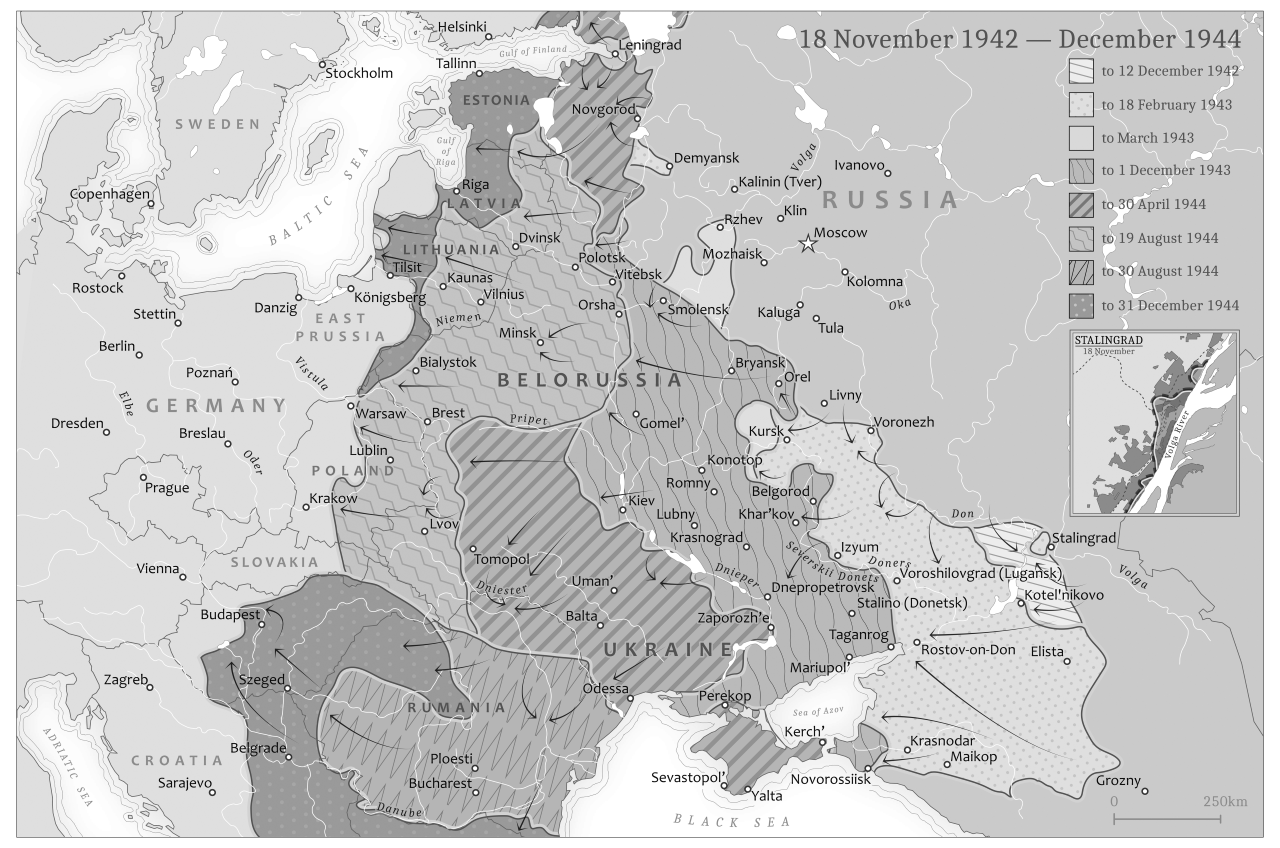 18 November 1942 — December 1944
to 12 December 1942
to 18 February 1943
to March 1943
to 1 December 1943
to 30 April 1944
to 19 August 1944
to 30 August 1944
to 31 December 1944
STALINGRAD
18 November
Volga River
Helsinki
Gulf of Finland
Leningrad
Stockholm
Tallinn
ESTONIA
Novgorod
SWEDEN
Gulf
of
Riga
Demyansk
Volga
Ivanovo
Kalinin (Tver)
RUSSIA
Copenhagen
BALTIC SEA
Riga
LATVIA
Klin
Rzhev
Moscow
LITHUANIA
Dvinsk
Polotsk
Mozhaisk
Tilsit
Kaunas
Vitebsk
Kolomna
Rostock
Königsberg
Vilnius
Danzig
Orsha
Smolensk
Kaluga
Oka
Stettin
EAST
PRUSSIA
Niemen
Minsk
Tula
Berlin
Bialystok
Bryansk
Poznań
Vistula
BELORUSSIA
Orel
Elbe
GERMANY
Warsaw
Brest
Pripet
Gomel’
Livny
Dresden
Breslau
Voronezh
Kursk
Oder
Lublin
POLAND
Konotop
Prague
Krakow
Romny
Belgorod
Kiev
Lubny
Khar’kov
Don
Lvov
Krasnograd
Stalingrad
SLOVAKIA
Tomopol
Severskii Donets
Izyum
Doners
Vienna
Dnieper
Voroshilovgrad (Lugansk)
Volga
Uman’
Dniester
Dnepropetrovsk
Kotel’nikovo
Budapest
Balta
Zaporozh’e
Stalino (Donetsk)
UKRAINE
Taganrog
Rostov-on-Don
Elista
Mariupol’
Zagreb
Szeged
Odessa
Perekop
RUMANIA
Sea of Azov
Kerch’
Krasnodar
ADRIATIC SEA
Belgrade
CROATIA
Ploesti
Maikop
Sarajevo
Bucharest
Sevastopol’
Novorossiisk
Grozny
Yalta
Danube
BLACK SEA
0 250km